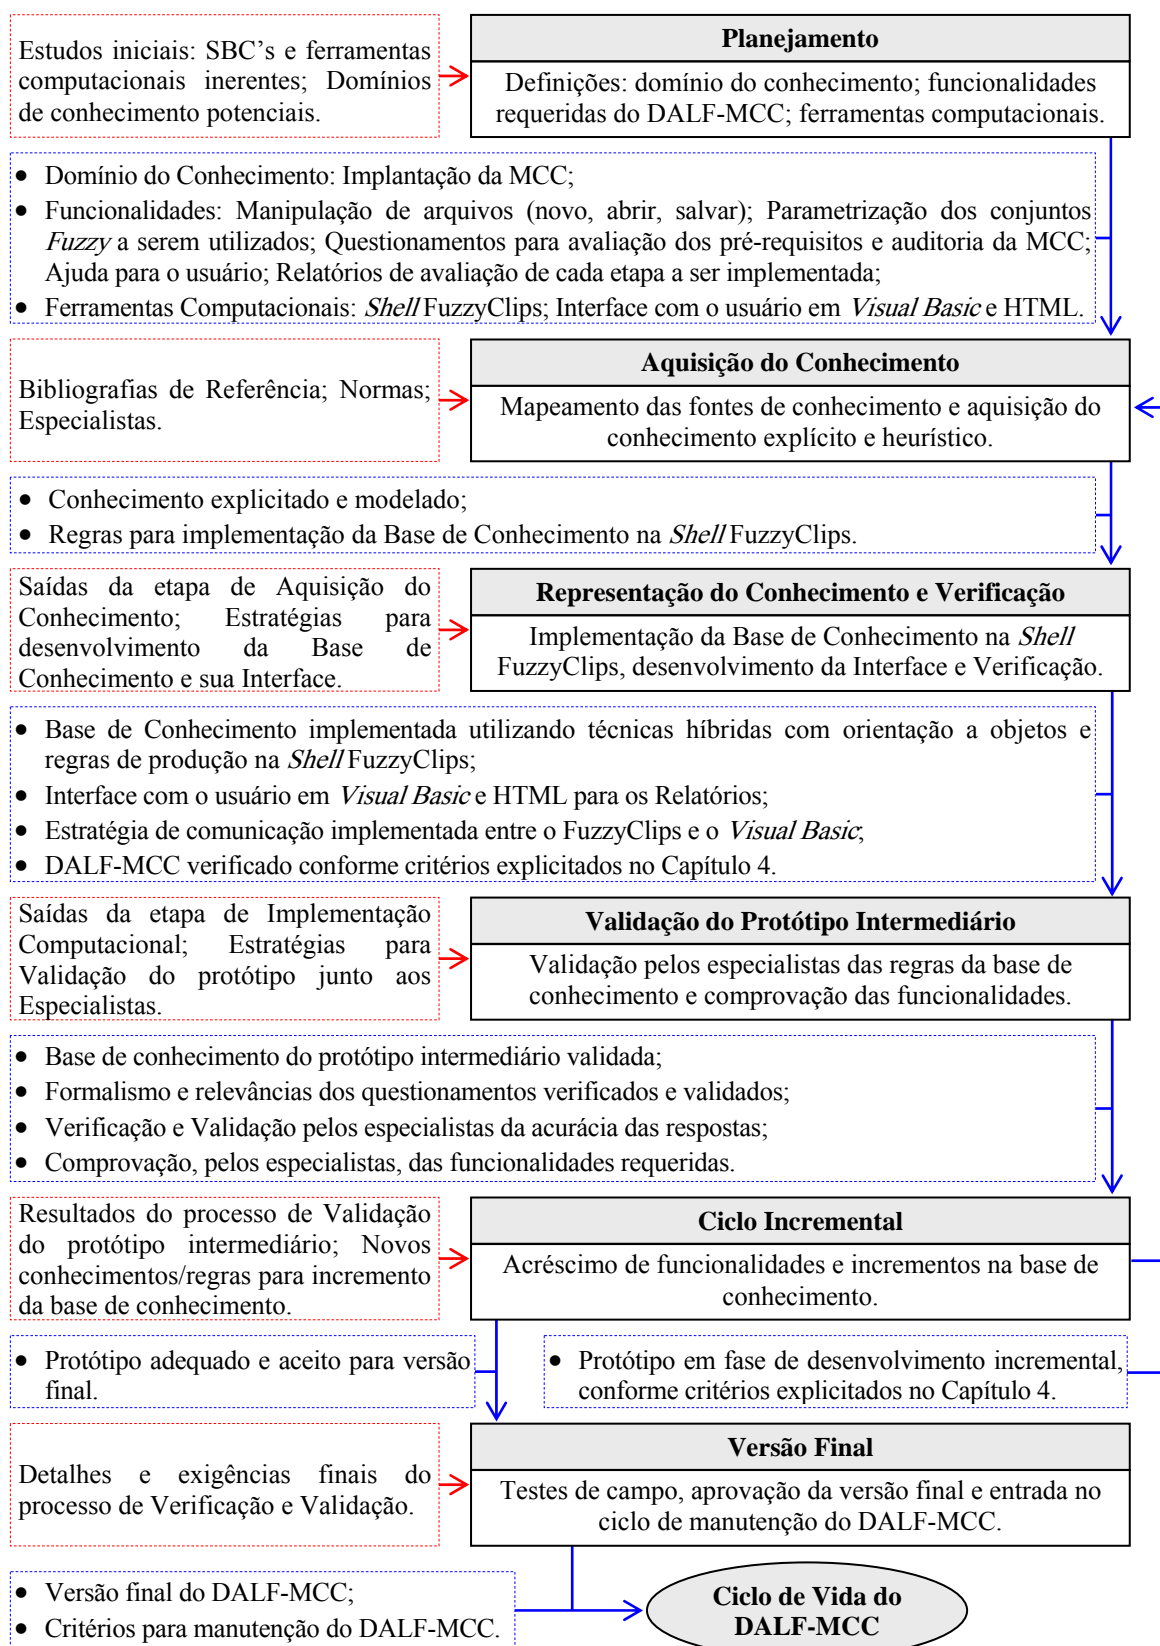 Estudos iniciais: SBC's e ferramentas
computacionais inerentes; Domínios
de conhecimento potenciais.
Planejamento
Definições: domínio do conhecimento; funcionalidades
requeridas do DALF-MCC; ferramentas computacionais.
• Domínio do Conhecimento: Implantação da MCC;
• Funcionalidades: Manipulação de arquivos (novo, abrir, salvar); Parametrização dos conjuntos
Fuzzy a serem utilizados; Questionamentos para avaliação dos pré-requisitos e auditoria da MCC;
Ajuda para o usuário; Relatórios de avaliação de cada etapa a ser implementada;
• Ferramentas Computacionais: Shell FuzzyClips; Interface com o usuário em Visual Basic e HTML.
Bibliografias de Referência; Normas;
Especialistas.
Aquisição do Conhecimento
Mapeamento das fontes de conhecimento e aquisição do
conhecimento explícito e heurístico.
• Conhecimento explicitado e modelado;
• Regras para implementação da Base de Conhecimento na Shell FuzzyClips.
Saídas da etapa de Aquisição do
Conhecimento; Estratégias para
desenvolvimento da Base de
Conhecimento e sua Interface.
Representação do Conhecimento e Verificação
Implementação da Base de Conhecimento na Shell
FuzzyClips, desenvolvimento da Interface e Verificação.
• Base de Conhecimento implementada utilizando técnicas híbridas com orientação a objetos e
regras de produção na Shell FuzzyClips;
• Interface com o usuário em Visual Basic e HTML para os Relatórios;
• Estratégia de comunicação implementada entre o FuzzyClips e o Visual Basic;
• DALF-MCC verificado conforme critérios explicitados no Capítulo 4.
Saídas da etapa de Implementação
Computacional; Estratégias para
Validação do protótipo junto aos
Especialistas.
Validação do Protótipo Intermediário
Validação pelos especialistas das regras da base de
conhecimento e comprovação das funcionalidades.
• Base de conhecimento do protótipo intermediário validada;
• Formalismo e relevâncias dos questionamentos verificados e validados;
• Verificação e Validação pelos especialistas da acurácia das respostas;
• Comprovação, pelos especialistas, das funcionalidades requeridas.
Resultados do processo de Validação
do protótipo intermediário; Novos
conhecimentos/regras para incremento
da base de conhecimento.
Ciclo Incremental
Acréscimo de funcionalidades e incrementos na base de
conhecimento.
• Protótipo adequado e aceito para versão
final.
• Protótipo em fase de desenvolvimento incremental,
conforme critérios explicitados no Capítulo 4.
Detalhes e exigências finais do
processo de Verificação e Validação.
Versão Final
Testes de campo, aprovação da versão final e entrada no
ciclo de manutenção do DALF-MCC.
• Versão final do DALF-MCC;
• Critérios para manutenção do DALF-MCC.
Ciclo de Vida do
DALF-MCC